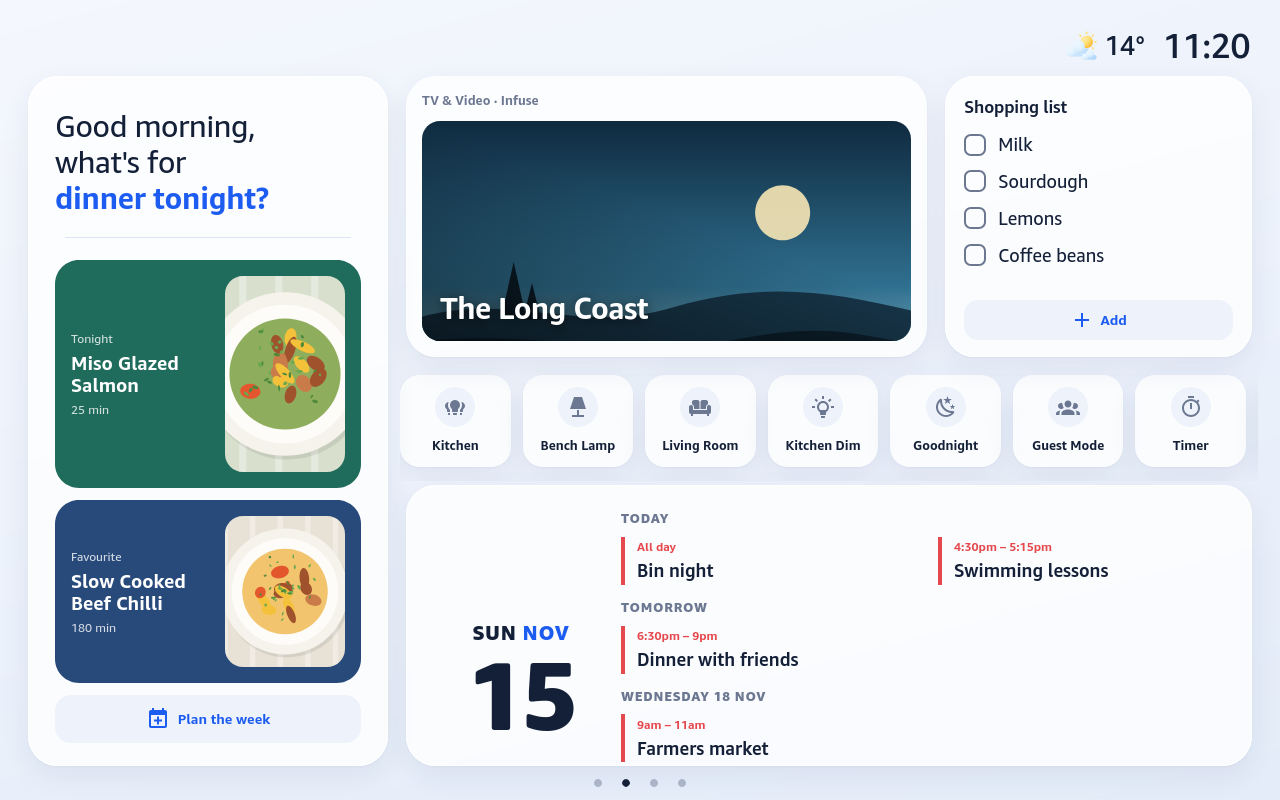 14°
11:20
Good morning,
what's for
dinner tonight?
Tonight
Miso Glazed
Salmon
25 min
Favourite
Slow Cooked
Beef Chilli
180 min
Plan the week
TV & Video · Infuse
The Long Coast
Shopping list
Milk
Sourdough
Lemons
Coffee beans
Add
Kitchen
Bench Lamp
Living Room
Kitchen Dim
Goodnight
Guest Mode
Timer
SUN NOV
15
TODAY
All day
Bin night
4:30pm – 5:15pm
Swimming lessons
TOMORROW
6:30pm – 9pm
Dinner with friends
WEDNESDAY 18 NOV
9am – 11am
Farmers market